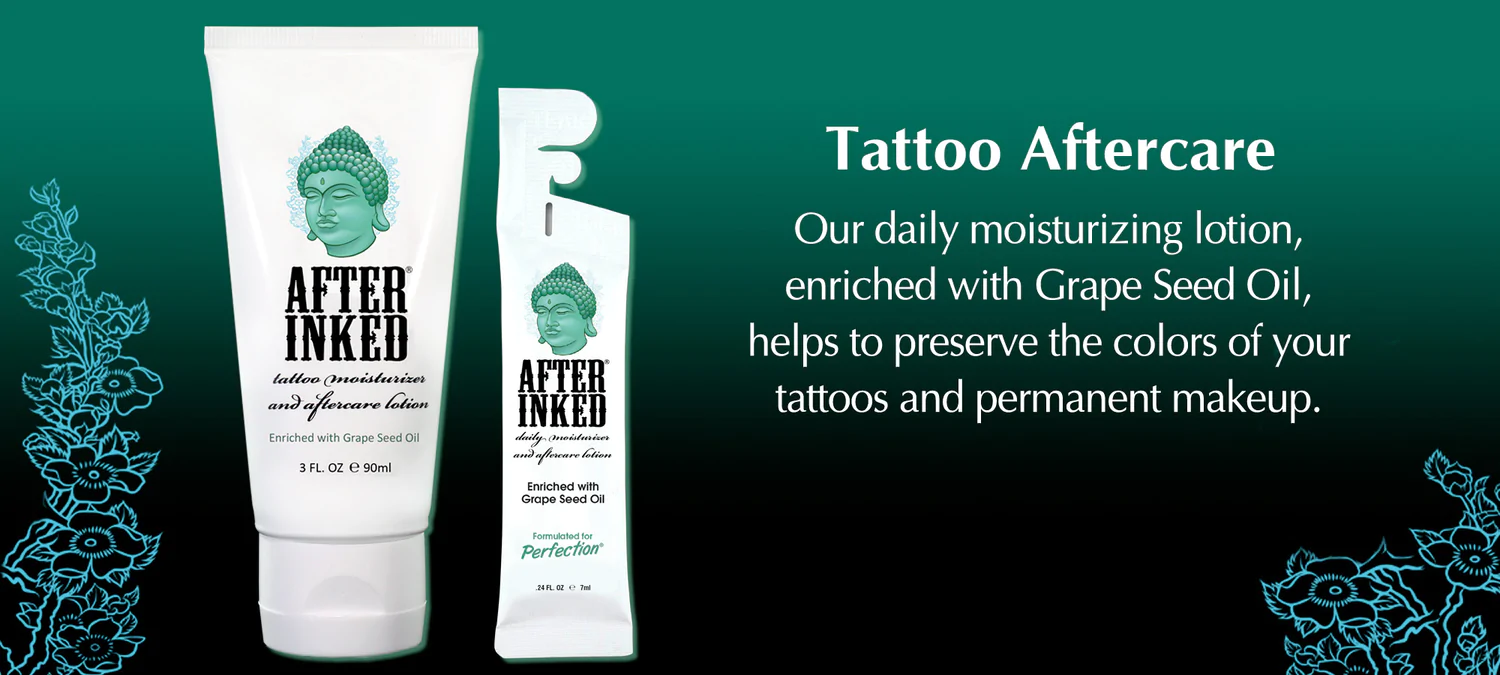 AFTER®
INKED
tattoo moisturizer
and aftercare lotion
Enriched with Grape Seed Oil
3 FL. OZ ℮ 90ml
AFTER®
INKED
daily moisturizer
and aftercare lotion
Enriched with
Grape Seed Oil
Formulated for
Perfection®
.24 FL. OZ ℮ 7ml
Tattoo Aftercare
Our daily moisturizing lotion,
enriched with Grape Seed Oil,
helps to preserve the colors of your
tattoos and permanent makeup.